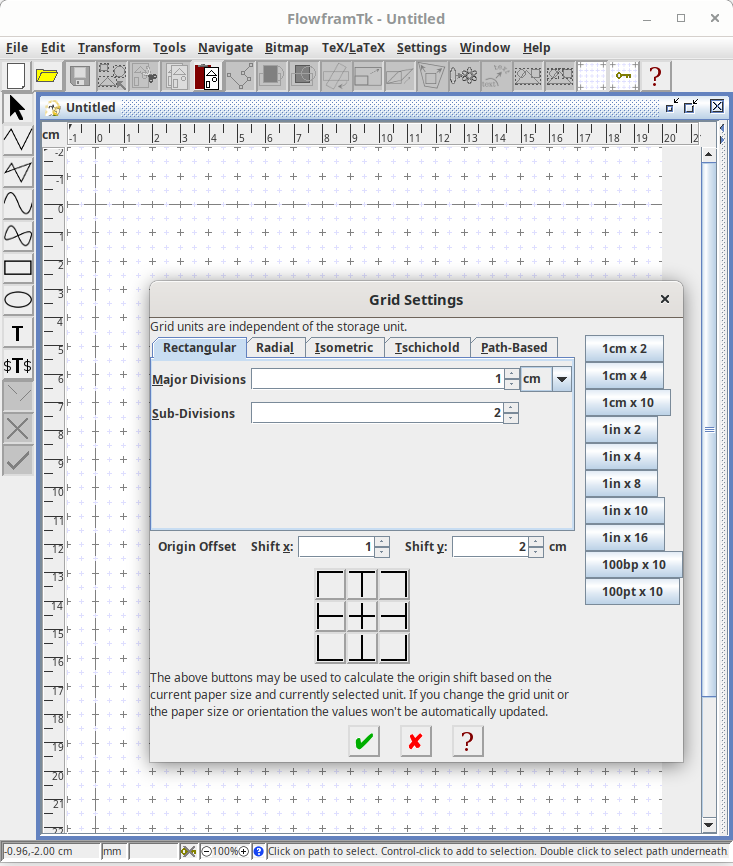 FlowframTk - Untitled
File Edit Transform Tools Navigate Bitmap TeX/LaTeX Settings Window Help
?
Untitled
cm -1 0 1 2 3 4 5 6 7 8 9 10 11 12 13 14 15 16 17 18 19 20 2
-2
-1
0
1
2
3
4
5
6
7
8
9
10
11
12
13
14
15
16
17
18
19
20
21
22
T
$T$
Grid Settings
Grid units are independent of the storage unit.
Rectangular Radial Isometric Tschichold Path-Based
Major Divisions 1 cm
Sub-Divisions 2
1cm x 2
1cm x 4
1cm x 10
1in x 2
1in x 4
1in x 8
1in x 10
1in x 16
100bp x 10
100pt x 10
Origin Offset Shift x: 1 Shift y: 2 cm
The above buttons may be used to calculate the origin shift based on the
current paper size and currently selected unit. If you change the grid unit or
the paper size or orientation the values won't be automatically updated.
?
-0.96,-2.00 cm mm 100% ? Click on path to select. Control-click to add to selection. Double click to select path underneath